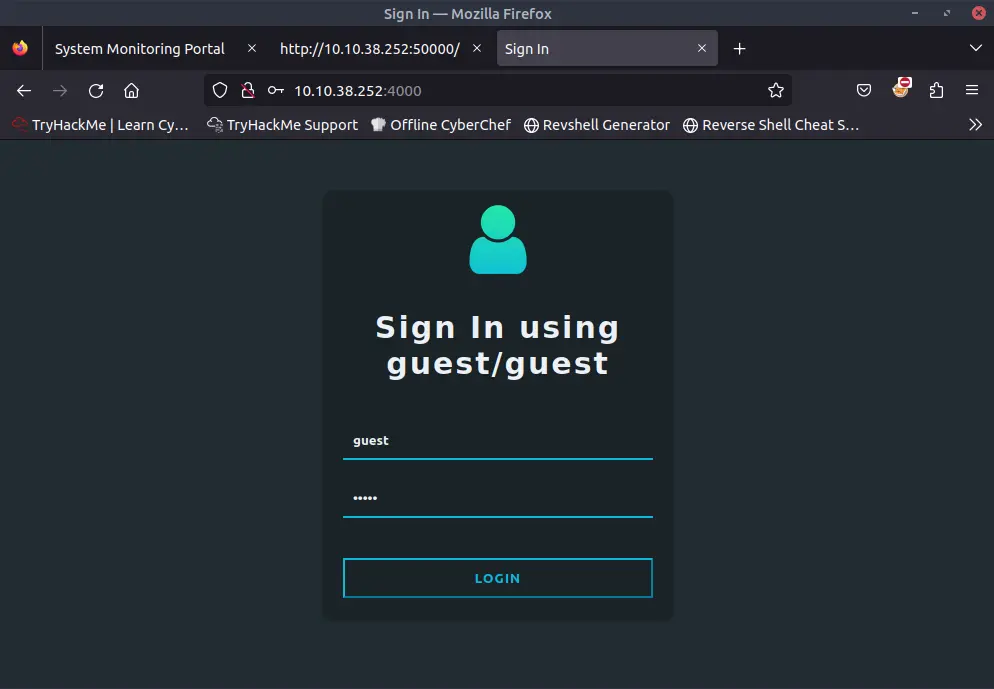 Sign In — Mozilla Firefox
System Monitoring Portal
http://10.10.38.252:50000/
Sign In
10.10.38.252:4000
TryHackMe | Learn Cy…
TryHackMe Support
Offline CyberChef
Revshell Generator
Reverse Shell Cheat S…
Sign In using
guest/guest
guest
•••••
LOGIN